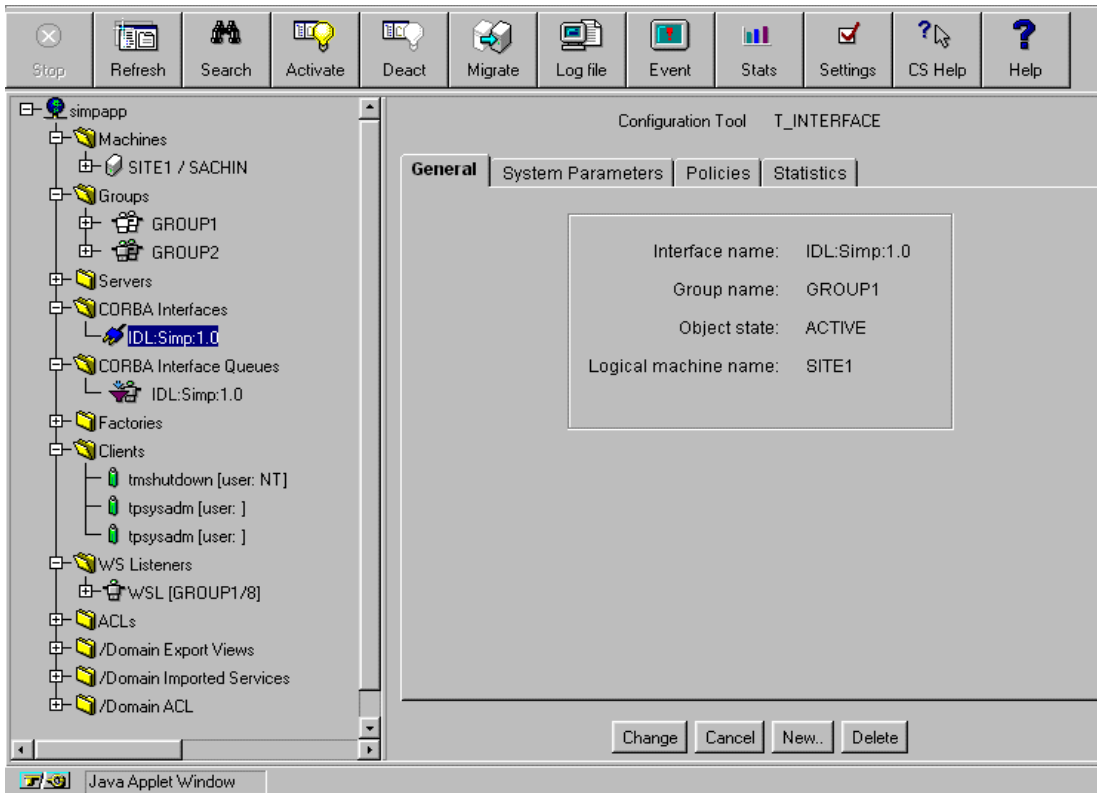 Stop Refresh Search Activate Deact Migrate Log file Event Stats Settings CS Help Help
simpapp
Machines
SITE1 / SACHIN
Groups
GROUP1
GROUP2
Servers
CORBA Interfaces
IDL:Simp:1.0
CORBA Interface Queues
IDL:Simp:1.0
Factories
Clients
tmshutdown [user: NT]
tpsysadm [user: ]
tpsysadm [user: ]
WS Listeners
WSL [GROUP1/8]
ACLs
/Domain Export Views
/Domain Imported Services
/Domain ACL
Configuration Tool T_INTERFACE
General System Parameters Policies Statistics
Interface name: IDL:Simp:1.0
Group name: GROUP1
Object state: ACTIVE
Logical machine name: SITE1
Change Cancel New.. Delete
Java Applet Window